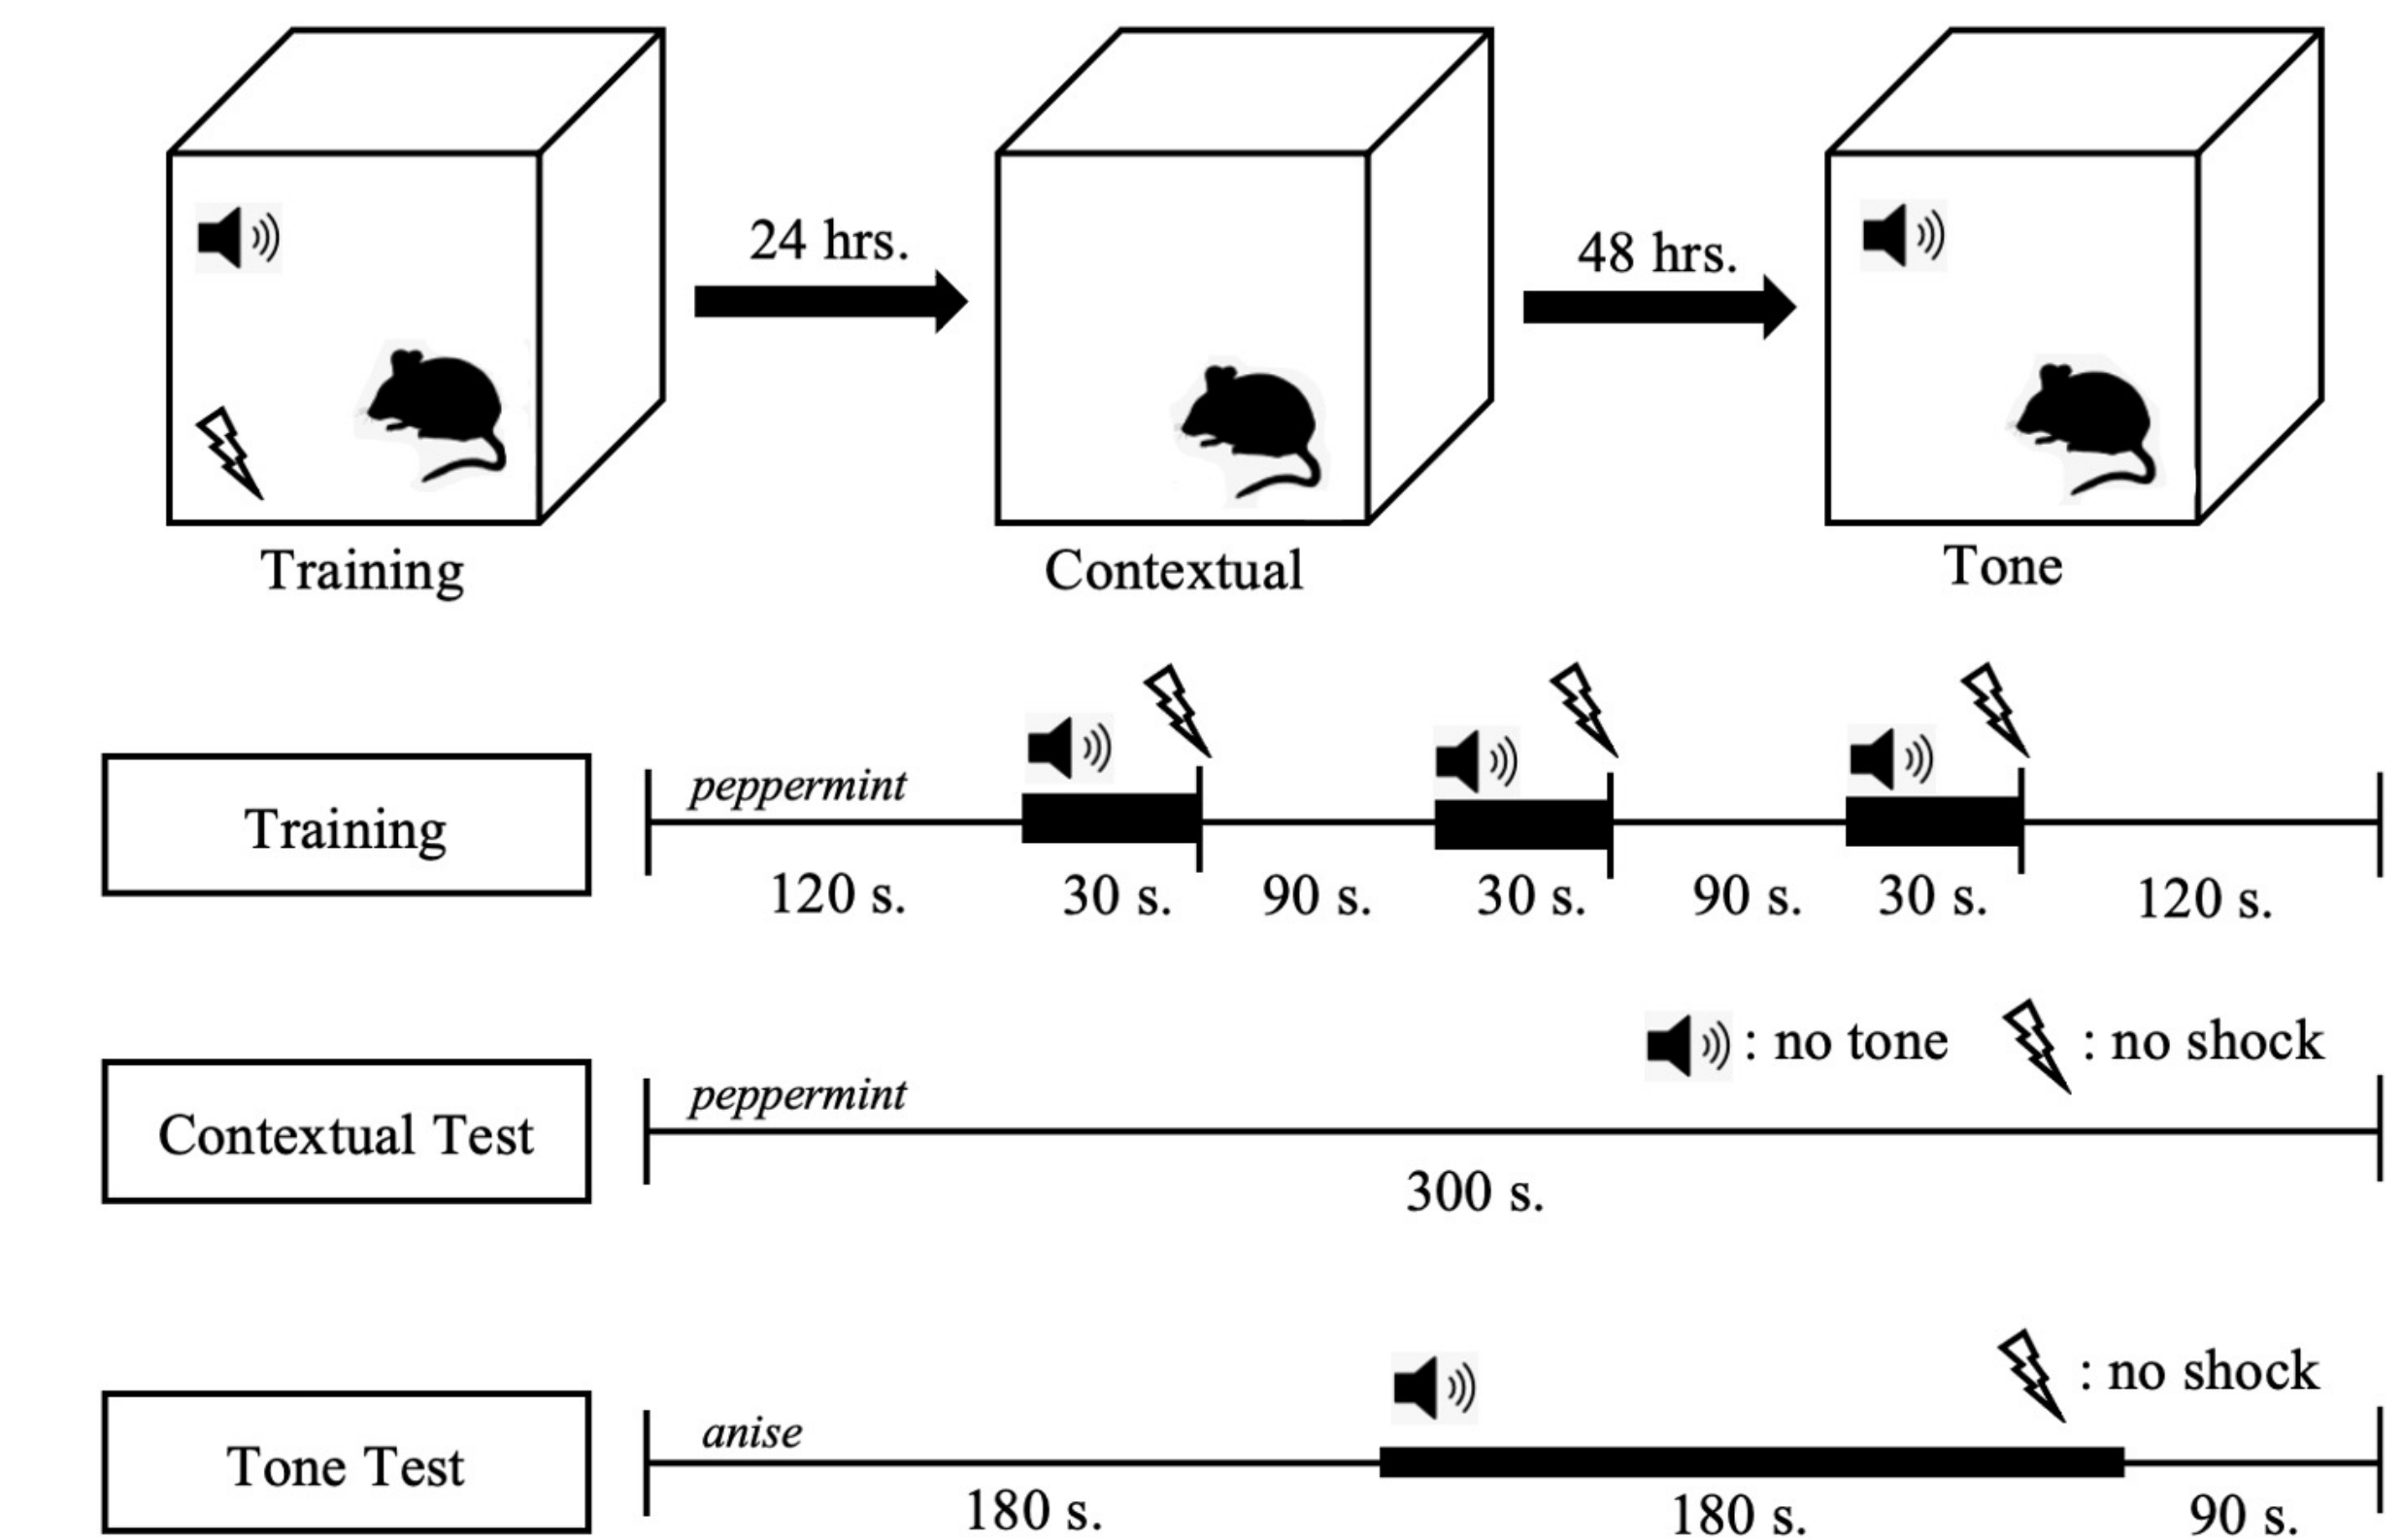 24 hrs.
48 hrs.
Training
Contextual
Tone
Training
peppermint
120 s.
30 s.
90 s.
30 s.
90 s.
30 s.
120 s.
: no tone
: no shock
Contextual Test
peppermint
300 s.
: no shock
Tone Test
anise
180 s.
180 s.
90 s.